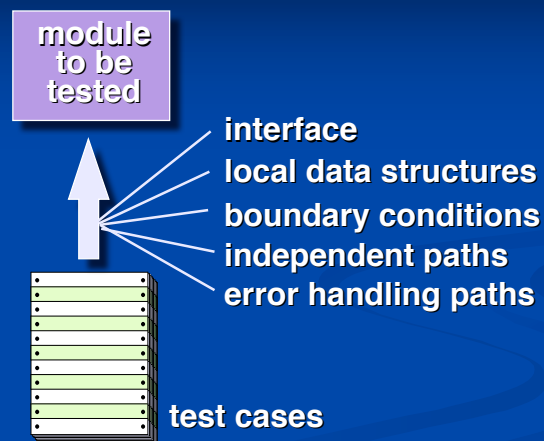 module
to be
tested
interface
local data structures
boundary conditions
independent paths
error handling paths
test cases